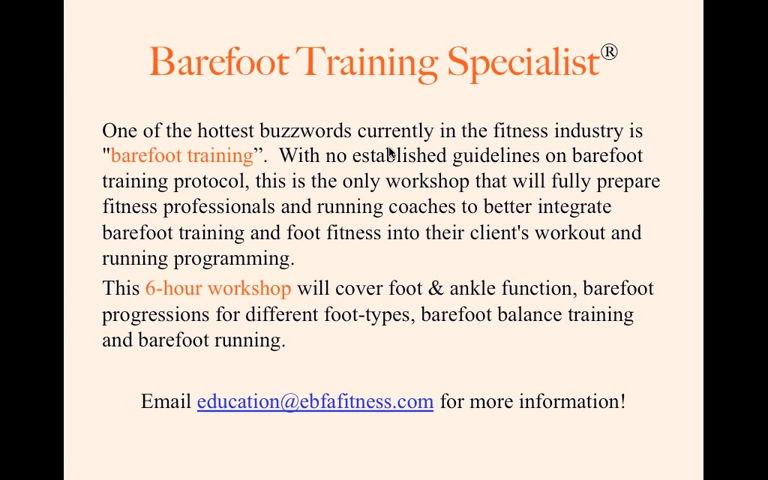 Barefoot Training Specialist®
One of the hottest buzzwords currently in the fitness industry is
"barefoot training”.  With no established guidelines on barefoot
training protocol, this is the only workshop that will fully prepare
fitness professionals and running coaches to better integrate
barefoot training and foot fitness into their client's workout and
running programming.
This 6-hour workshop will cover foot & ankle function, barefoot
progressions for different foot-types, barefoot balance training
and barefoot running.
Email education@ebfafitness.com for more information!